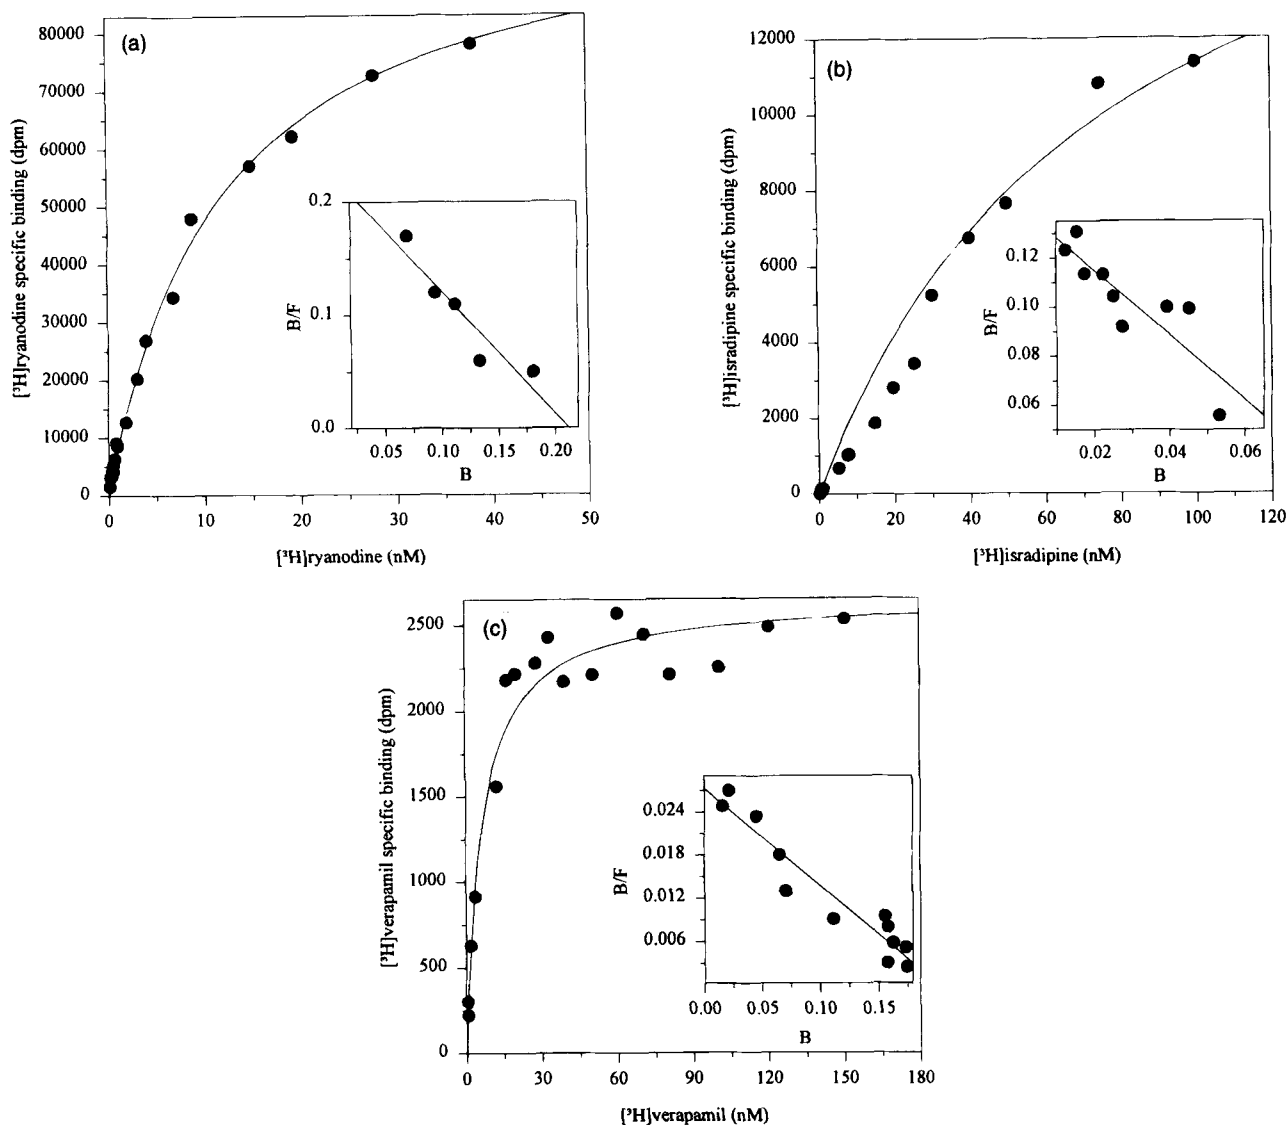 (a)
[³H]ryanodine specific binding (dpm)
80000
70000
60000
50000
40000
30000
20000
10000
0
0 10 20 30 40 50
[³H]ryanodine (nM)
B/F
0.2
0.1
0.0
0.05 0.10 0.15 0.20
B
(b)
[³H]isradipine specific binding (dpm)
12000
10000
8000
6000
4000
2000
0
0 20 40 60 80 100 120
[³H]isradipine (nM)
B/F
0.12
0.10
0.08
0.06
0.02 0.04 0.06
B
(c)
[³H]verapamil specific binding (dpm)
2500
2000
1500
1000
500
0
0 30 60 90 120 150 180
[³H]verapamil (nM)
B/F
0.024
0.018
0.012
0.006
0.00 0.05 0.10 0.15
B